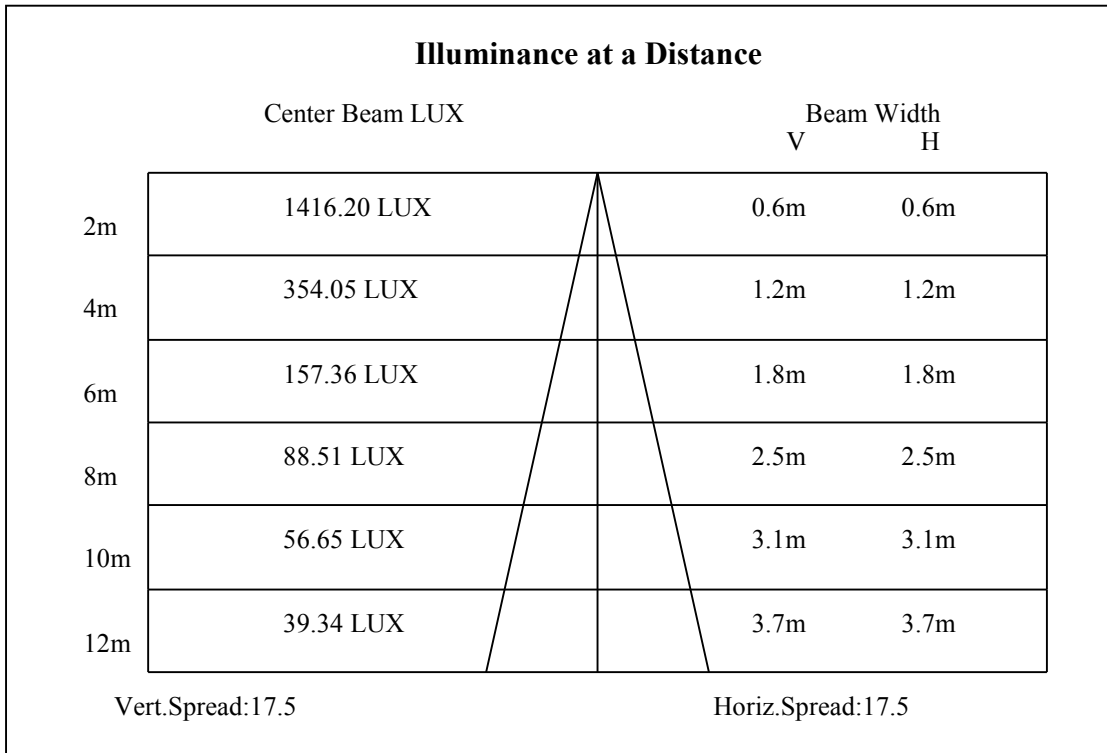 Illuminance at a Distance
Center Beam LUX Beam Width
V H
2m 1416.20 LUX 0.6m 0.6m
4m 354.05 LUX 1.2m 1.2m
6m 157.36 LUX 1.8m 1.8m
8m 88.51 LUX 2.5m 2.5m
10m 56.65 LUX 3.1m 3.1m
12m 39.34 LUX 3.7m 3.7m
Vert.Spread:17.5 Horiz.Spread:17.5